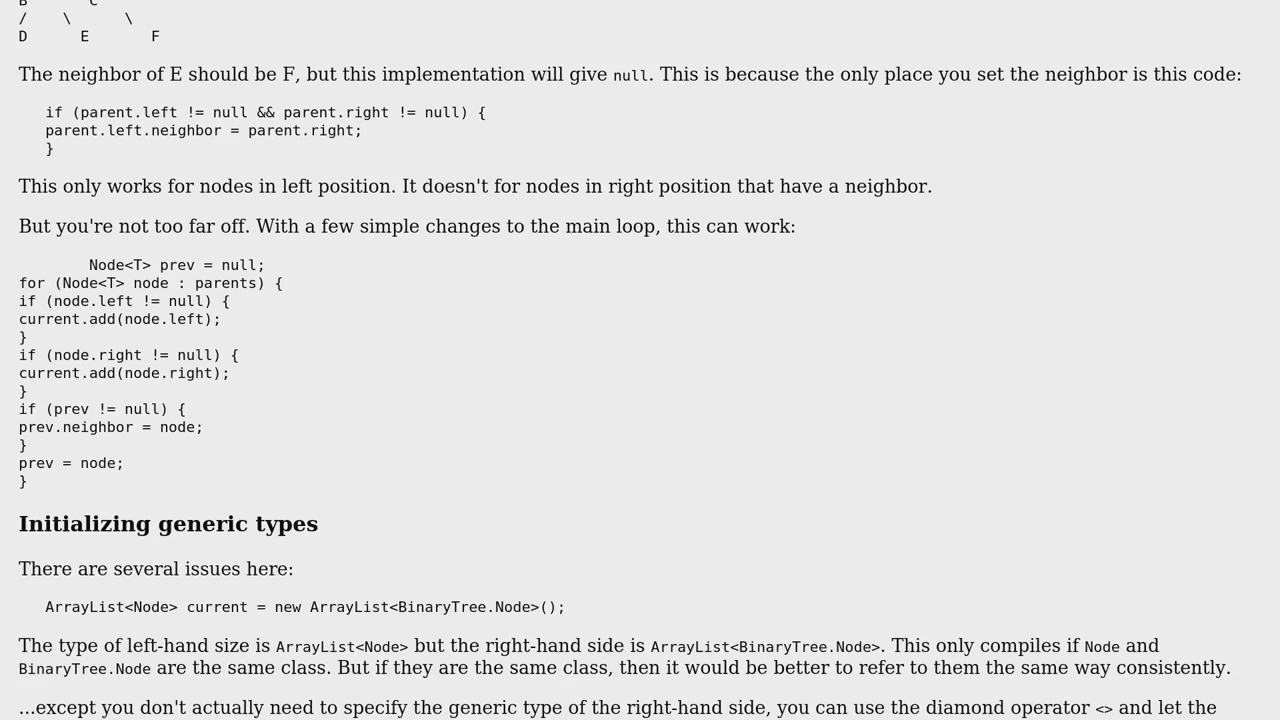 B       C
/    \      \
D      E       F
The neighbor of E should be F, but this implementation will give null. This is because the only place you set the neighbor is this code:
if (parent.left != null && parent.right != null) {
parent.left.neighbor = parent.right;
}
This only works for nodes in left position. It doesn't for nodes in right position that have a neighbor.
But you're not too far off. With a few simple changes to the main loop, this can work:
Node<T> prev = null;
for (Node<T> node : parents) {
if (node.left != null) {
current.add(node.left);
}
if (node.right != null) {
current.add(node.right);
}
if (prev != null) {
prev.neighbor = node;
}
prev = node;
}
Initializing generic types
There are several issues here:
ArrayList<Node> current = new ArrayList<BinaryTree.Node>();
The type of left-hand size is ArrayList<Node> but the right-hand side is ArrayList<BinaryTree.Node>. This only compiles if Node and
BinaryTree.Node are the same class. But if they are the same class, then it would be better to refer to them the same way consistently.
...except you don't actually need to specify the generic type of the right-hand side, you can use the diamond operator <> and let the